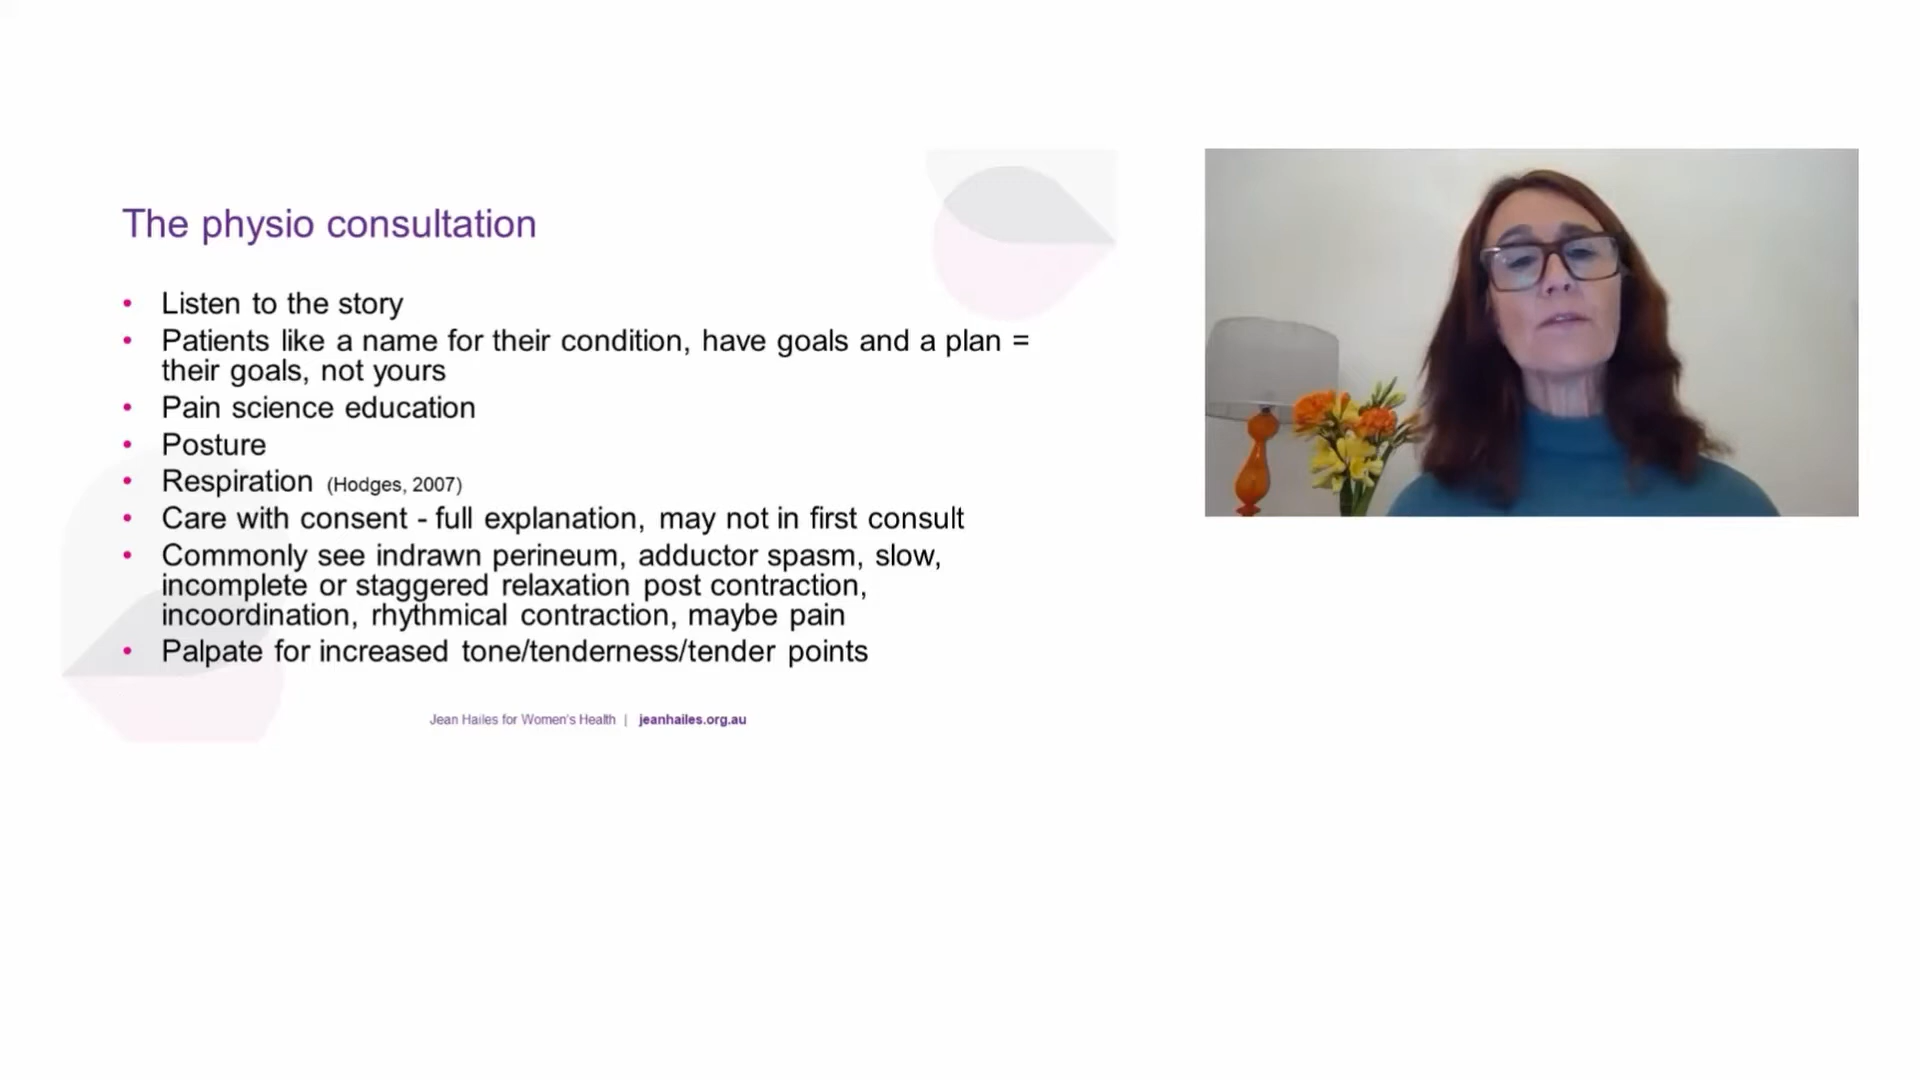 The physio consultation
• Listen to the story
• Patients like a name for their condition, have goals and a plan =
their goals, not yours
• Pain science education
• Posture
• Respiration (Hodges, 2007)
• Care with consent - full explanation, may not in first consult
• Commonly see indrawn perineum, adductor spasm, slow,
incomplete or staggered relaxation post contraction,
incoordination, rhythmical contraction, maybe pain
• Palpate for increased tone/tenderness/tender points
Jean Hailes for Women's Health | jeanhailes.org.au